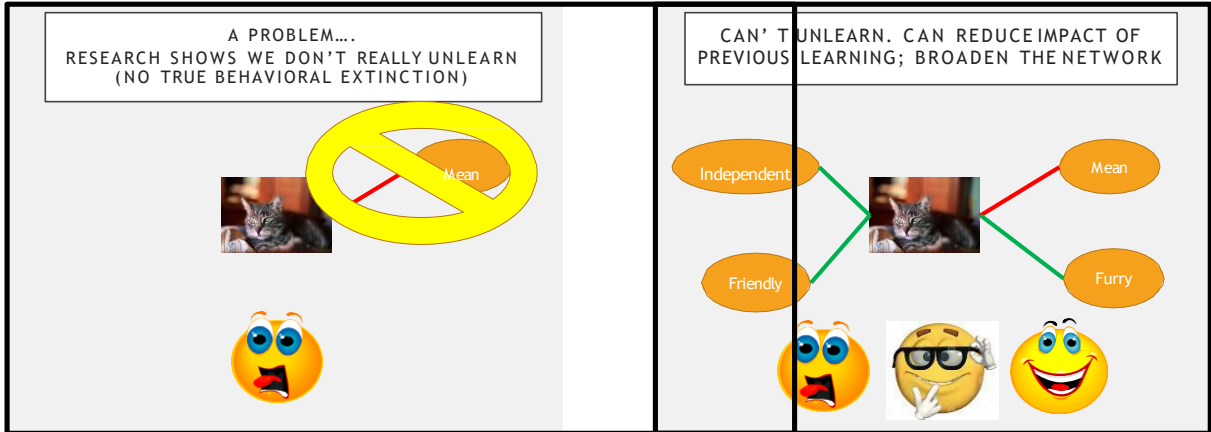 A PROBLEM….
RESEARCH SHOWS WE DON'T REALLY UNLEARN
(NO TRUE BEHAVIORAL EXTINCTION)
Mean
CAN' T UNLEARN. CAN REDUCE IMPACT OF
PREVIOUS LEARNING; BROADEN THE NETWORK
Independent
Mean
Friendly
Furry